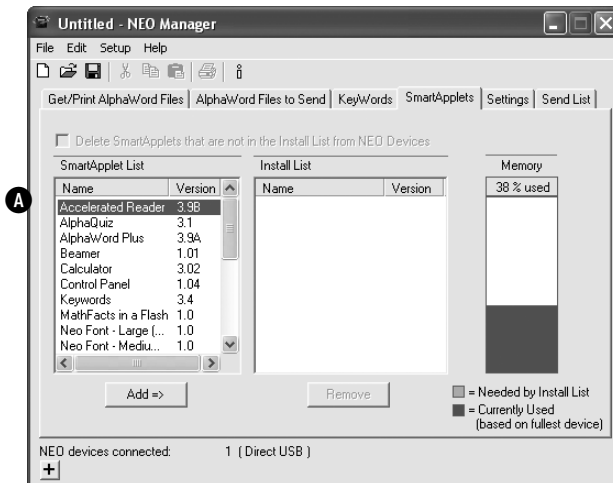 Untitled - NEO Manager
File Edit Setup Help
Get/Print AlphaWord Files AlphaWord Files to Send KeyWords SmartApplets Settings Send List
Delete SmartApplets that are not in the Install List from NEO Devices
SmartApplet List Install List Memory
Name Version Name Version 38 % used
A
Accelerated Reader 3.9B
AlphaQuiz 3.1
AlphaWord Plus 3.9A
Beamer 1.01
Calculator 3.02
Control Panel 1.04
Keywords 3.4
MathFacts in a Flash 1.0
Neo Font - Large (... 1.0
Neo Font - Mediu... 1.0
Add => Remove = Needed by Install List
= Currently Used
(based on fullest device)
NEO devices connected: 1 ( Direct USB )
+